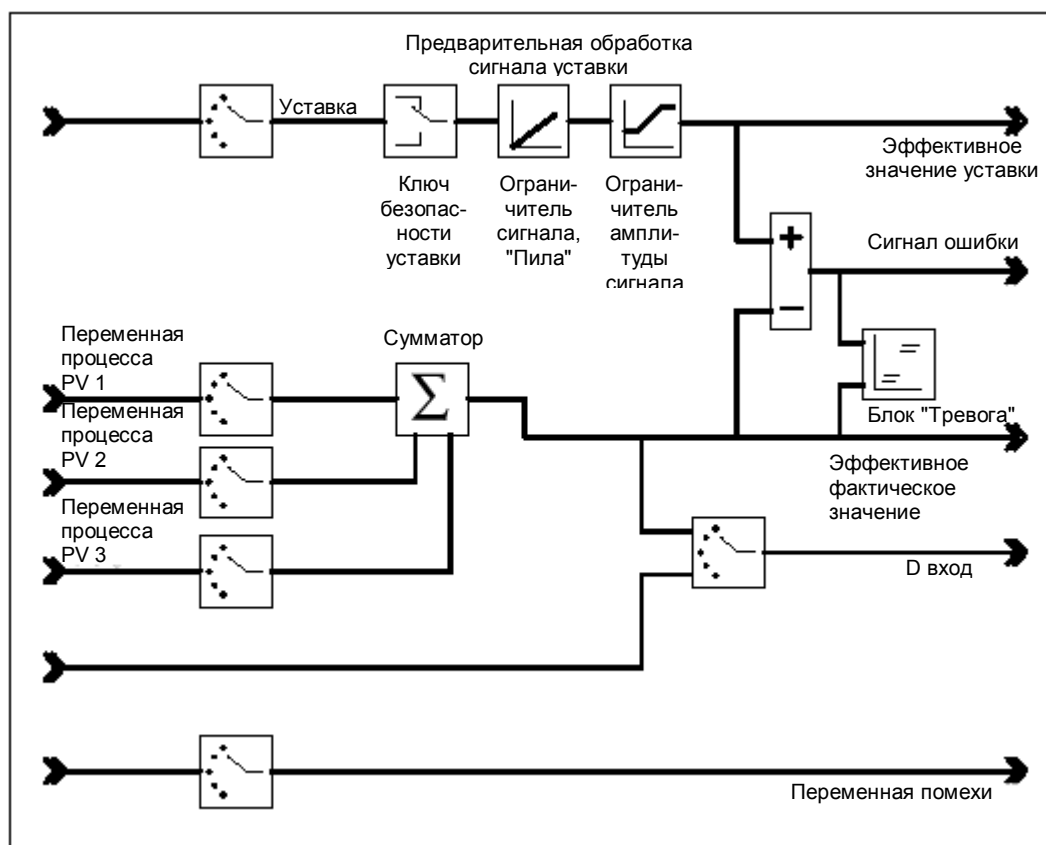 Предварительная обработка
сигнала уставки
Уставка
Эффективное
значение уставки
Ключ
безопас-
ности
уставки
Ограни-
читель
сигнала,
"Пила"
Ограни-
читель
ампли-
туды
сигнала
+
−
Сигнал ошибки
Переменная
процесса
PV 1
Сумматор
Σ
Блок "Тревога"
Переменная
процесса
PV 2
Эффективное
фактическое
значение
Переменная
процесса
PV 3
D вход
Переменная помехи